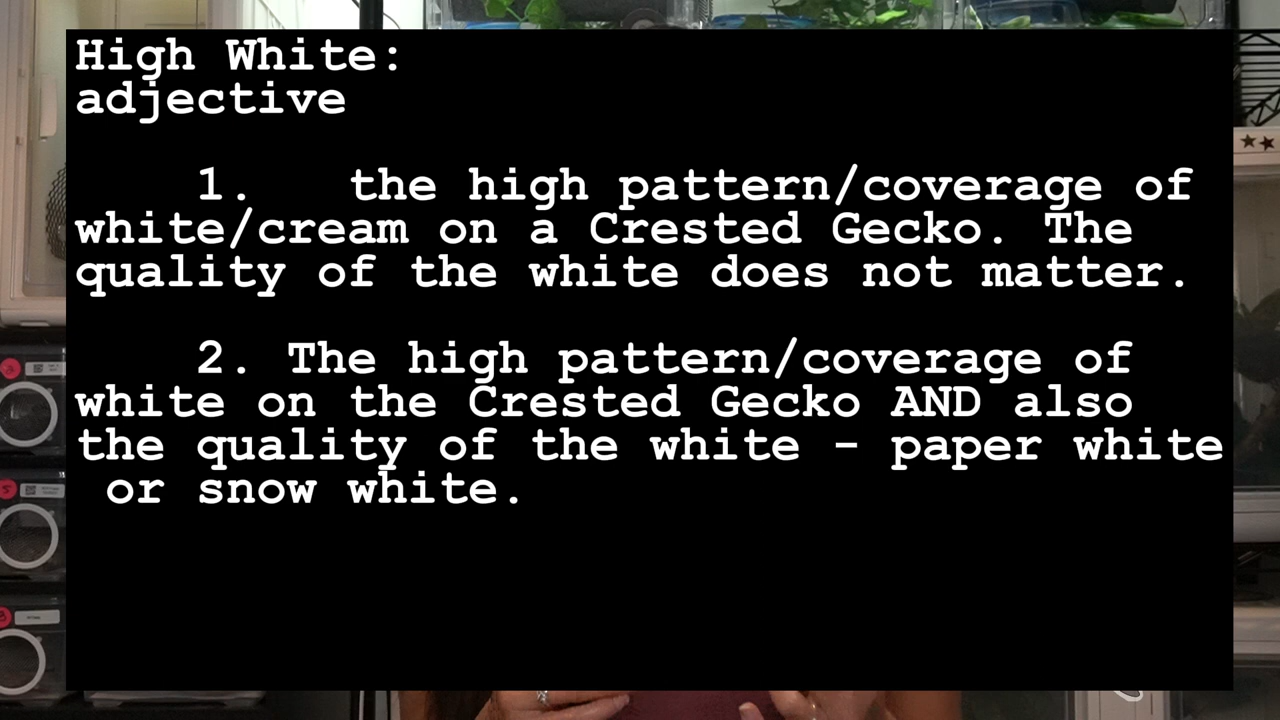 High White:
adjective
1. the high pattern/coverage of
white/cream on a Crested Gecko. The
quality of the white does not matter.
2. The high pattern/coverage of
white on the Crested Gecko AND also
the quality of the white - paper white
or snow white.